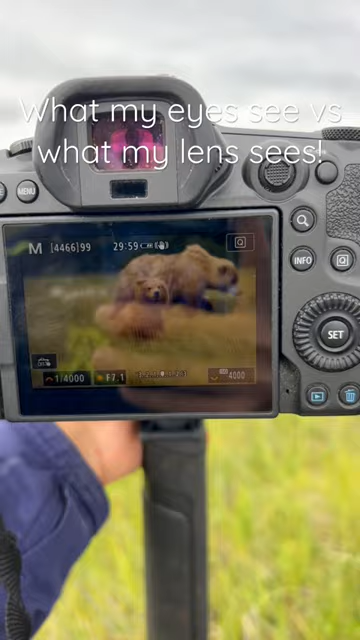 What my eyes see vs
what my lens sees!
MENU
M [4466]99 29:59
Q
INFO
Q
SET
1/4000 F7.1 ISO 4000